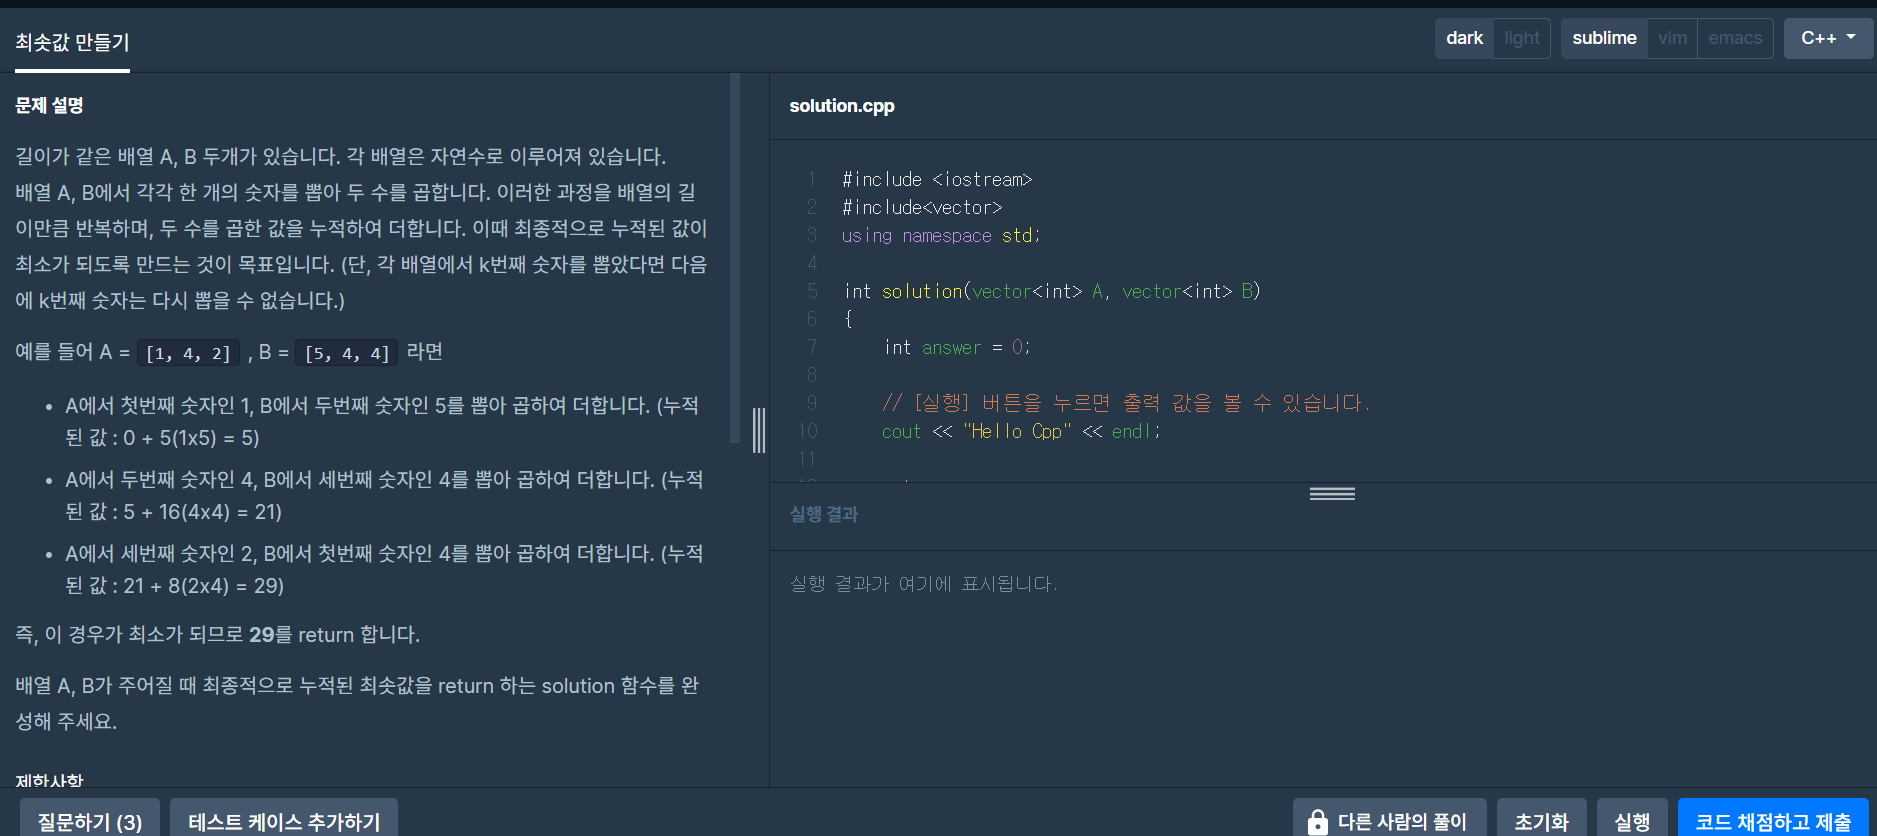 최솟값 만들기
dark light sublime vim emacs C++
문제 설명
길이가 같은 배열 A, B 두개가 있습니다. 각 배열은 자연수로 이루어져 있습니다.
배열 A, B에서 각각 한 개의 숫자를 뽑아 두 수를 곱합니다. 이러한 과정을 배열의 길
이만큼 반복하며, 두 수를 곱한 값을 누적하여 더합니다. 이때 최종적으로 누적된 값이
최소가 되도록 만드는 것이 목표입니다. (단, 각 배열에서 k번째 숫자를 뽑았다면 다음
에 k번째 숫자는 다시 뽑을 수 없습니다.)
예를 들어 A = [1, 4, 2] , B = [5, 4, 4] 라면
• A에서 첫번째 숫자인 1, B에서 두번째 숫자인 5를 뽑아 곱하여 더합니다. (누적
된 값 : 0 + 5(1x5) = 5)
• A에서 두번째 숫자인 4, B에서 세번째 숫자인 4를 뽑아 곱하여 더합니다. (누적
된 값 : 5 + 16(4x4) = 21)
• A에서 세번째 숫자인 2, B에서 첫번째 숫자인 4를 뽑아 곱하여 더합니다. (누적
된 값 : 21 + 8(2x4) = 29)
즉, 이 경우가 최소가 되므로 29를 return 합니다.
배열 A, B가 주어질 때 최종적으로 누적된 최솟값을 return 하는 solution 함수를 완
성해 주세요.
제한사항
solution.cpp
1 #include <iostream>
2 #include<vector>
3 using namespace std;
4
5 int solution(vector<int> A, vector<int> B)
6 {
7 int answer = 0;
8
9 // [실행] 버튼을 누르면 출력 값을 볼 수 있습니다.
10 cout << "Hello Cpp" << endl;
11
실행 결과
실행 결과가 여기에 표시됩니다.
질문하기 (3) 테스트 케이스 추가하기 다른 사람의 풀이 초기화 실행 코드 채점하고 제출